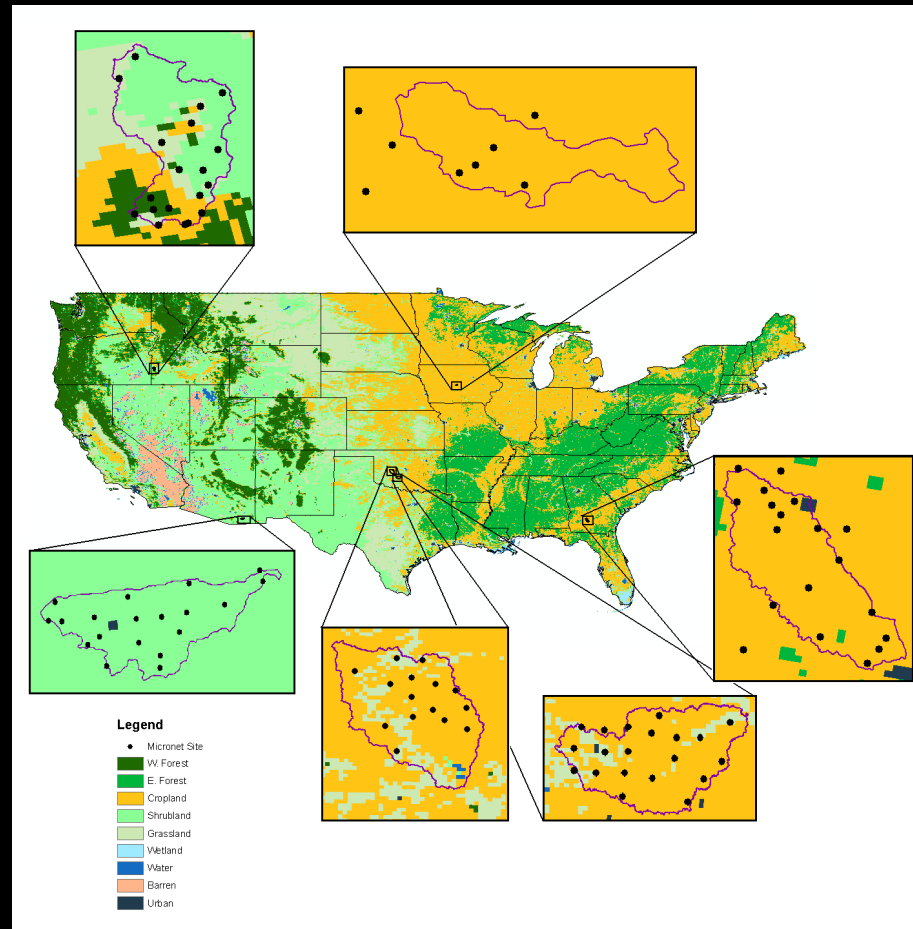 Legend
Micronet Site
W. Forest
E. Forest
Cropland
Shrubland
Grassland
Wetland
Water
Barren
Urban